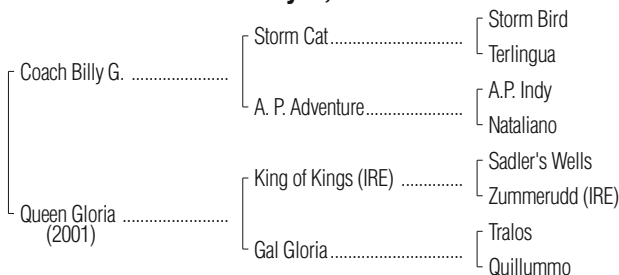 Storm Bird
Storm Cat
Terlingua
Coach Billy G.
A.P. Indy
A. P. Adventure
Nataliano
Sadler's Wells
King of Kings (IRE)
Zummerudd (IRE)
Queen Gloria
(2001)
Tralos
Gal Gloria
Quillummo